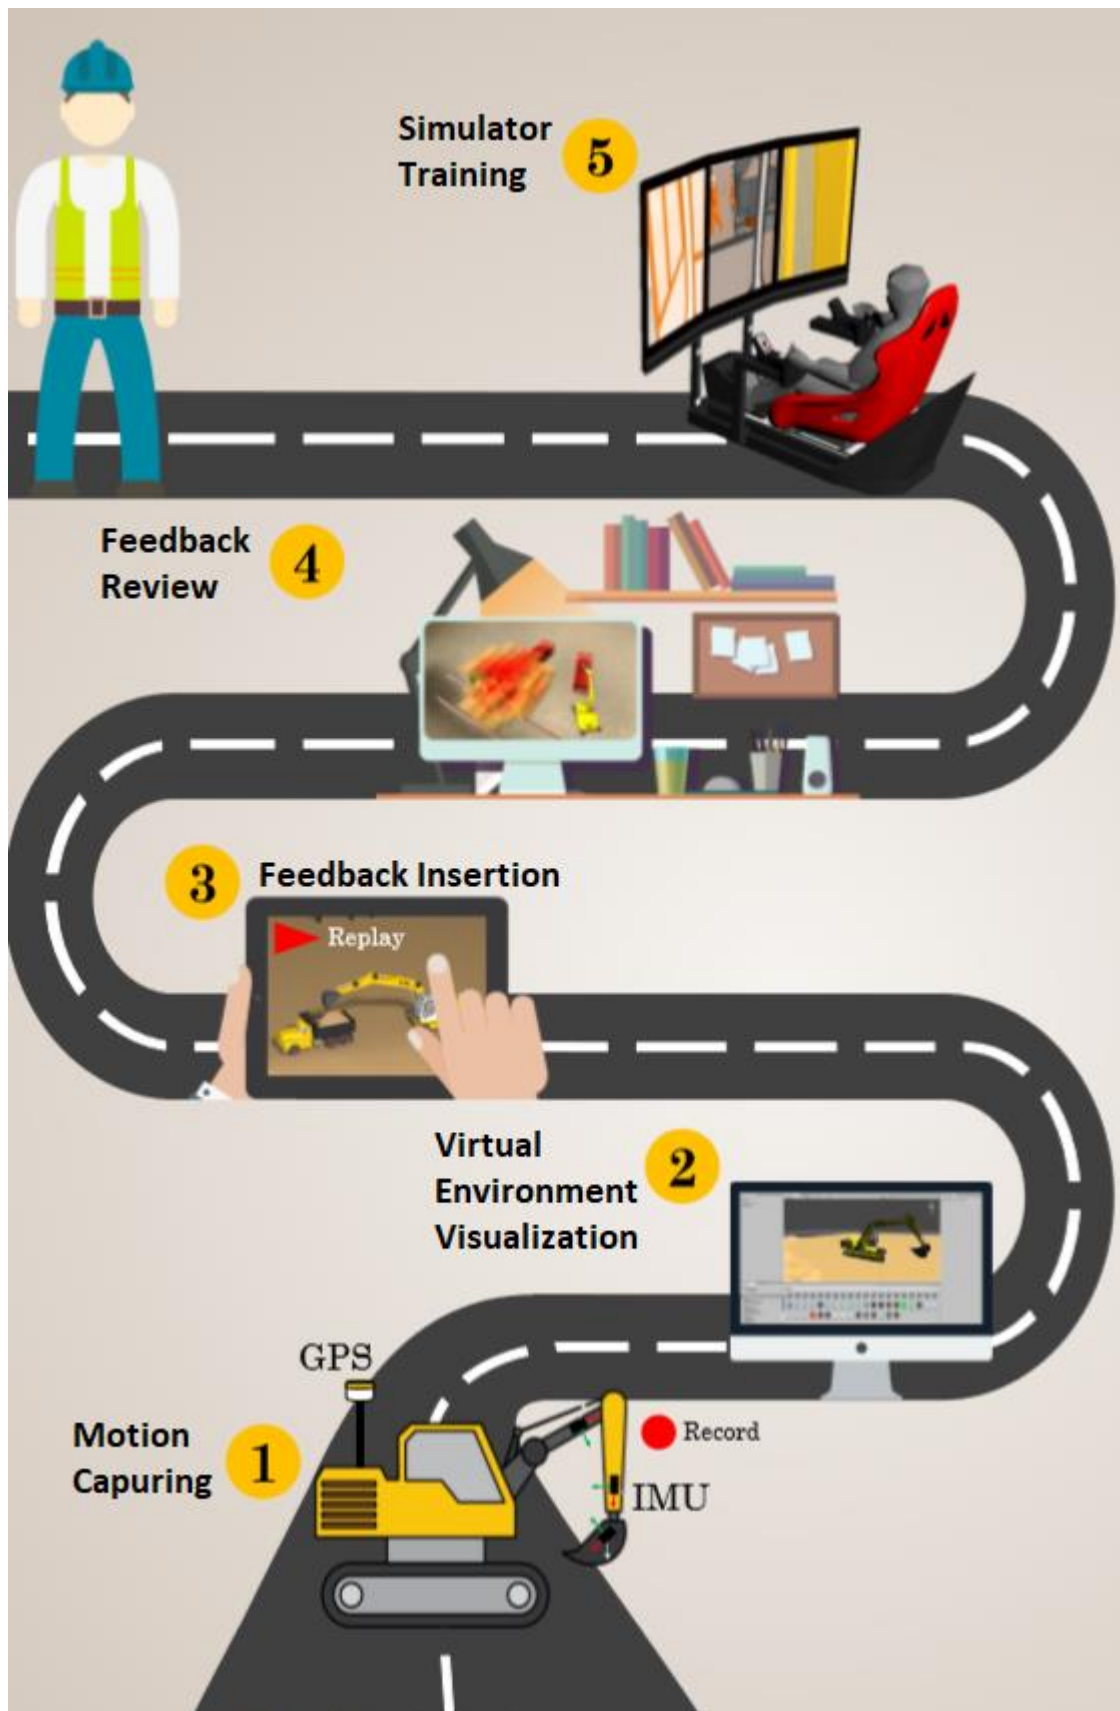 Simulator
Training
5
Feedback
Review
4
3
Feedback Insertion
Replay
Virtual
Environment
Visualization
2
GPS
Motion
Capuring
1
Record
IMU